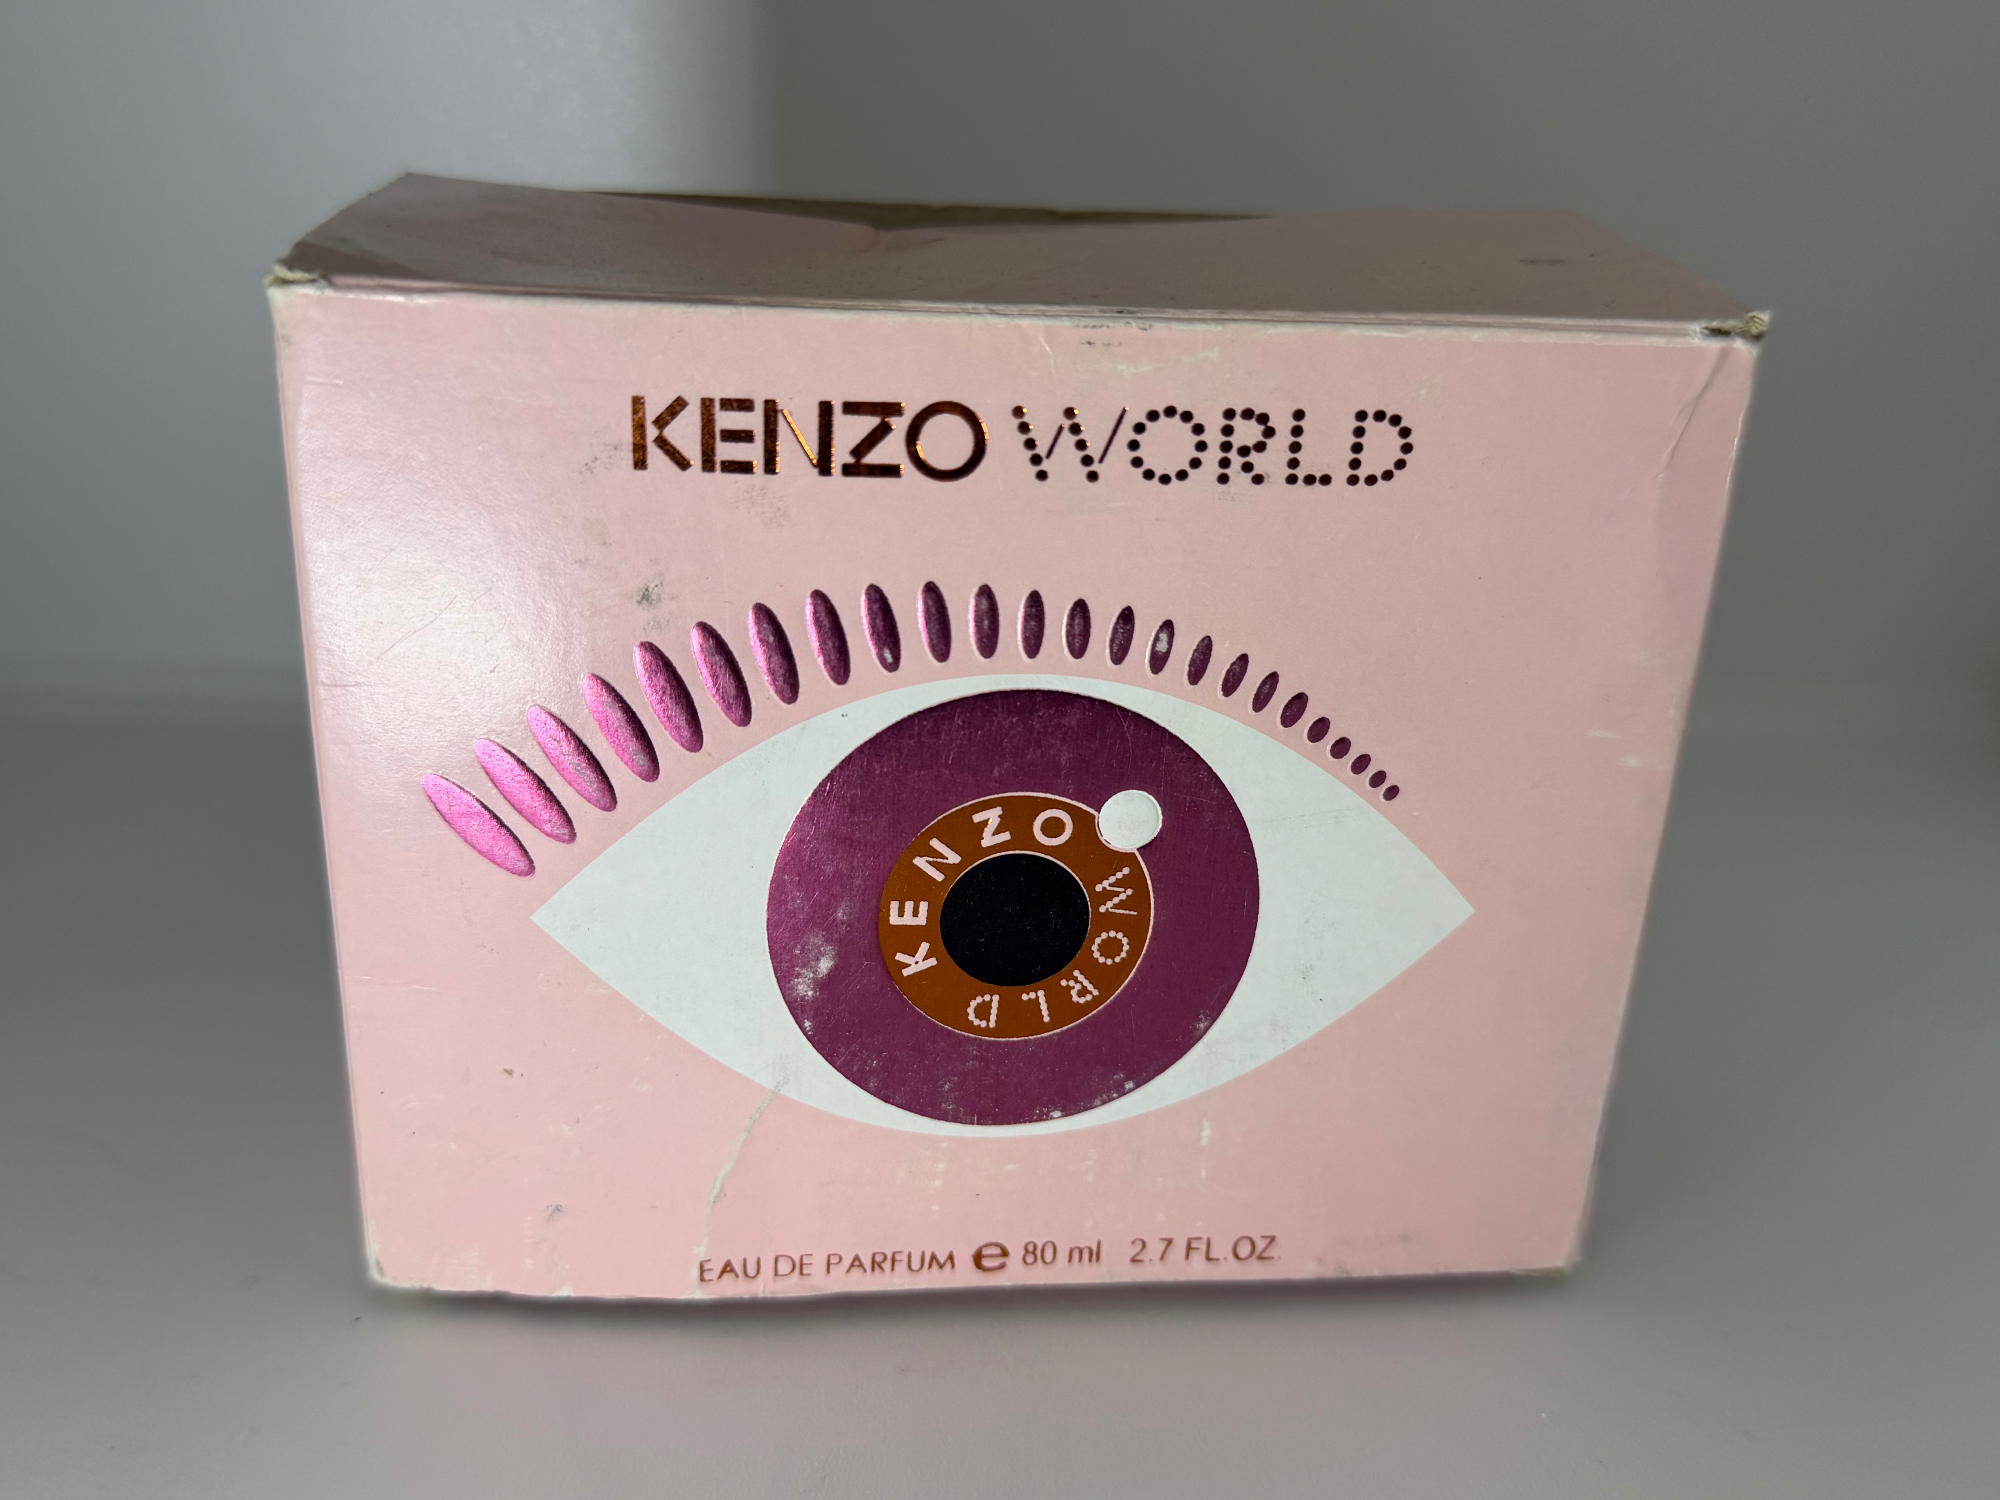 KENZO WORLD
KENZO WORLD
EAU DE PARFUM e 80 ml 2.7 FL.OZ.